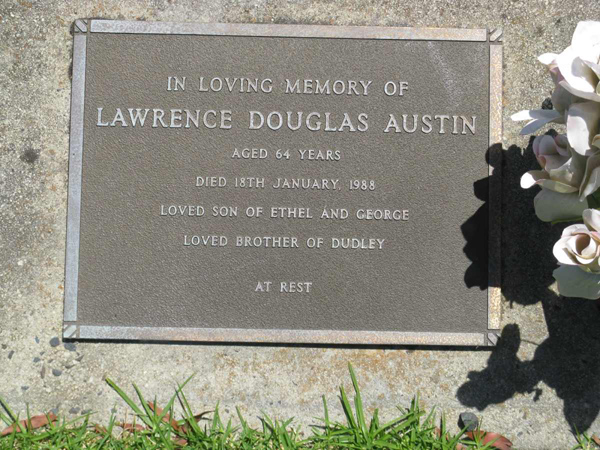 IN LOVING MEMORY OF
LAWRENCE DOUGLAS AUSTIN
AGED 64 YEARS
DIED 18TH JANUARY, 1988
LOVED SON OF ETHEL AND GEORGE
LOVED BROTHER OF DUDLEY
AT REST